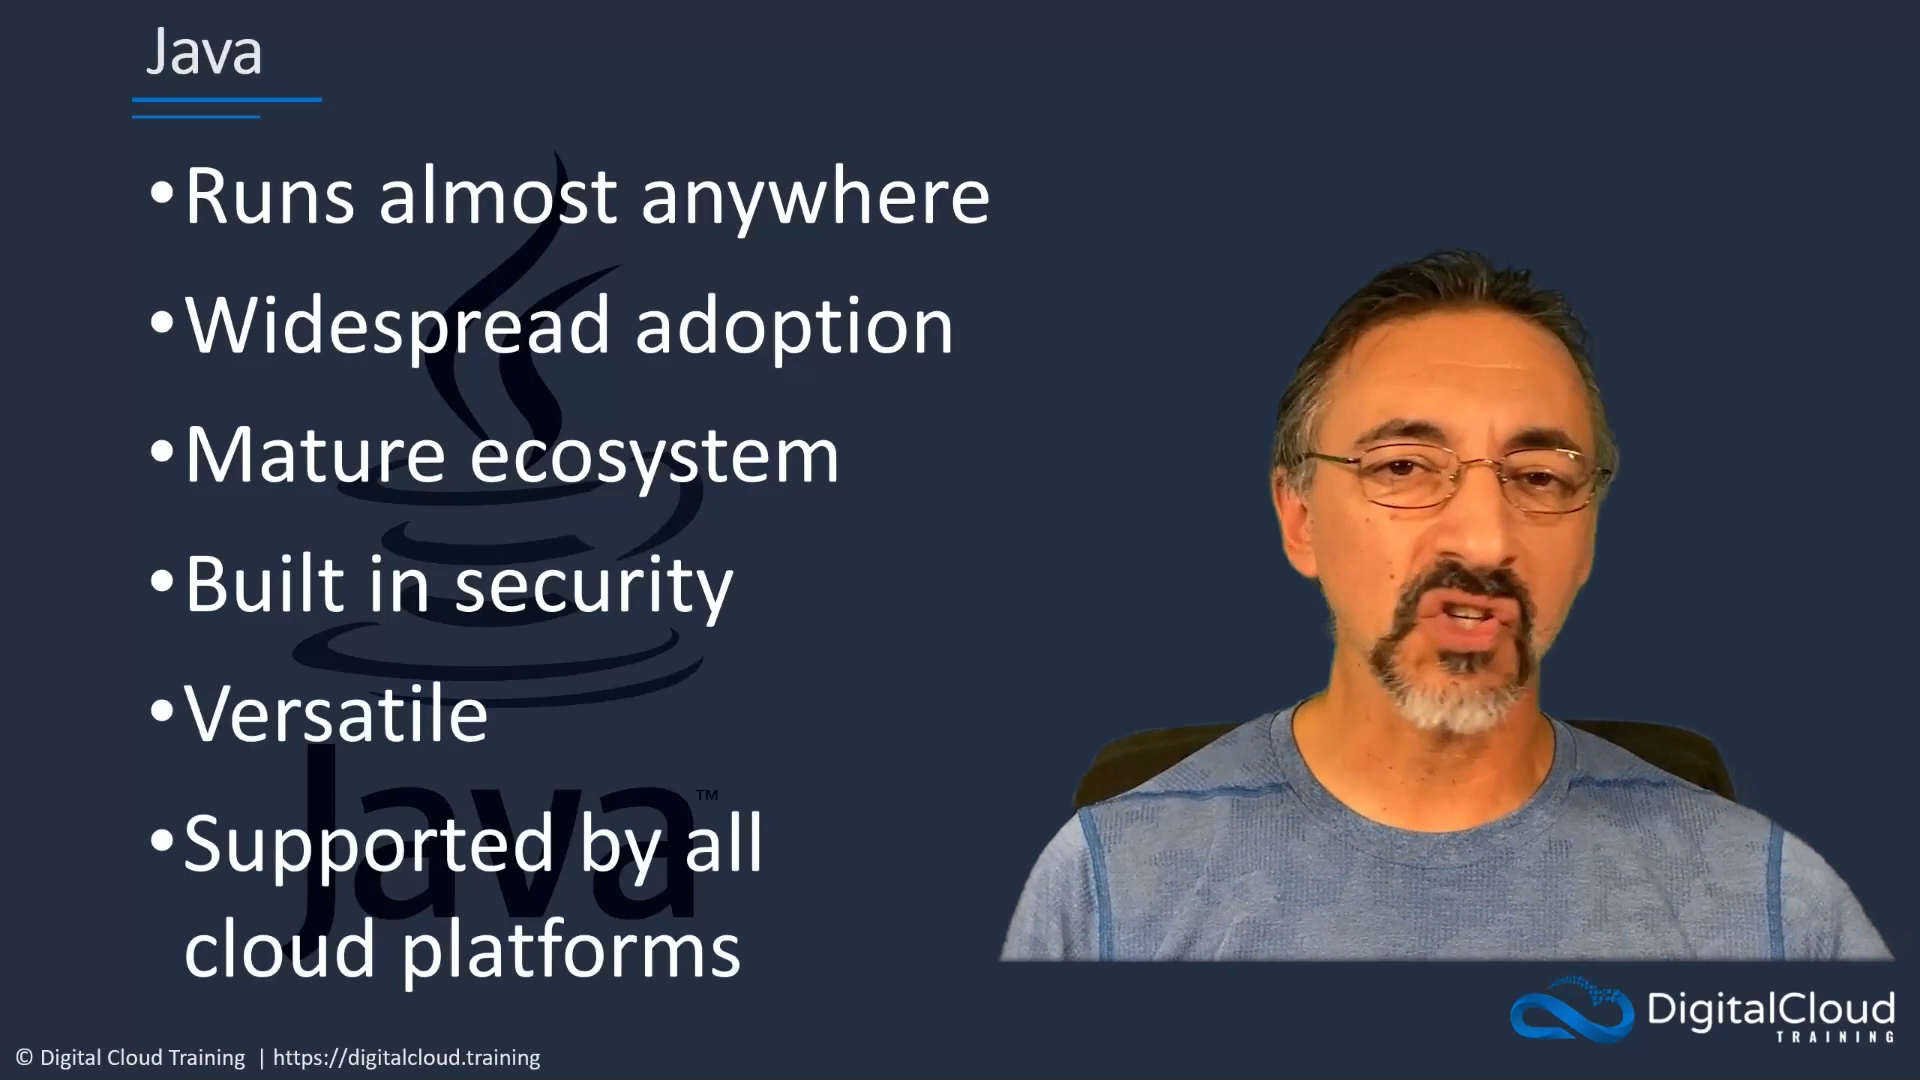 Java
•Runs almost anywhere
•Widespread adoption
•Mature ecosystem
•Built in security
•Versatile
•Supported by all
cloud platforms
Java™
DigitalCloud
TRAINING
© Digital Cloud Training | https://digitalcloud.training